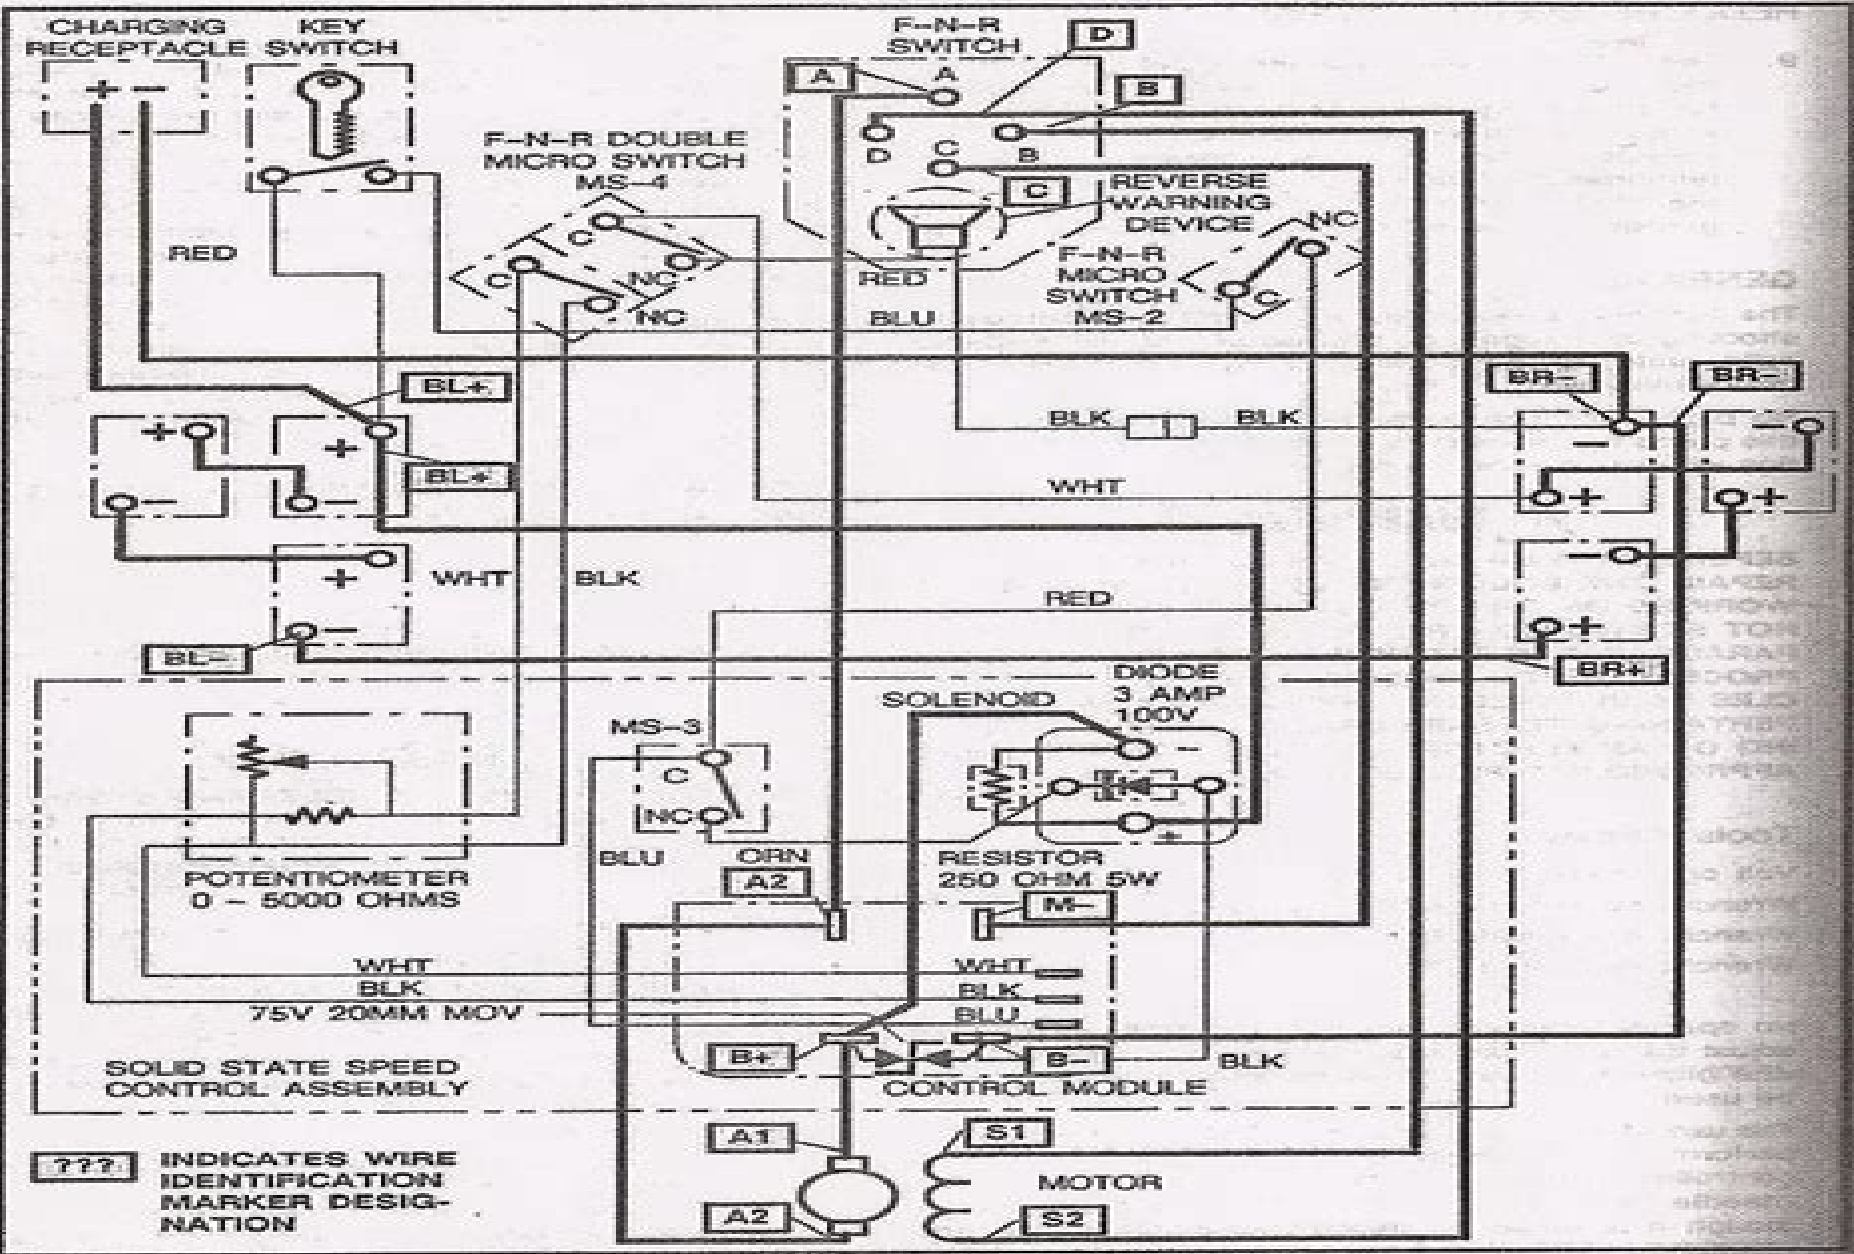 CHARGING
RECEPTACLE
KEY
SWITCH
F-N-R
SWITCH
D
A
A
B
+ -
F-N-R DOUBLE
MICRO SWITCH
MS-4
D
C
B
C
REVERSE
WARNING
DEVICE
NC
C
RED
C
NC
NC
RED
F-N-R
MICRO
SWITCH
MS-2
C
BLU
BL+
BR-
BR-
BLK
BLK
+
+
-
-
BL+
-
-
WHT
+
+
+
-
WHT
BLK
-
RED
+
BL-
BR+
DIODE
3 AMP
100V
SOLENOID
MS-3
-
C
NC
+
BLU
ORN
A2
RESISTOR
250 OHM 5W
POTENTIOMETER
0 - 5000 OHMS
M-
WHT
WHT
BLK
BLK
75V 20MM MOV
BLU
B+
B-
BLK
SOLID STATE SPEED
CONTROL ASSEMBLY
CONTROL MODULE
A1
S1
???
INDICATES WIRE
IDENTIFICATION
MARKER DESIG-
NATION
MOTOR
A2
S2